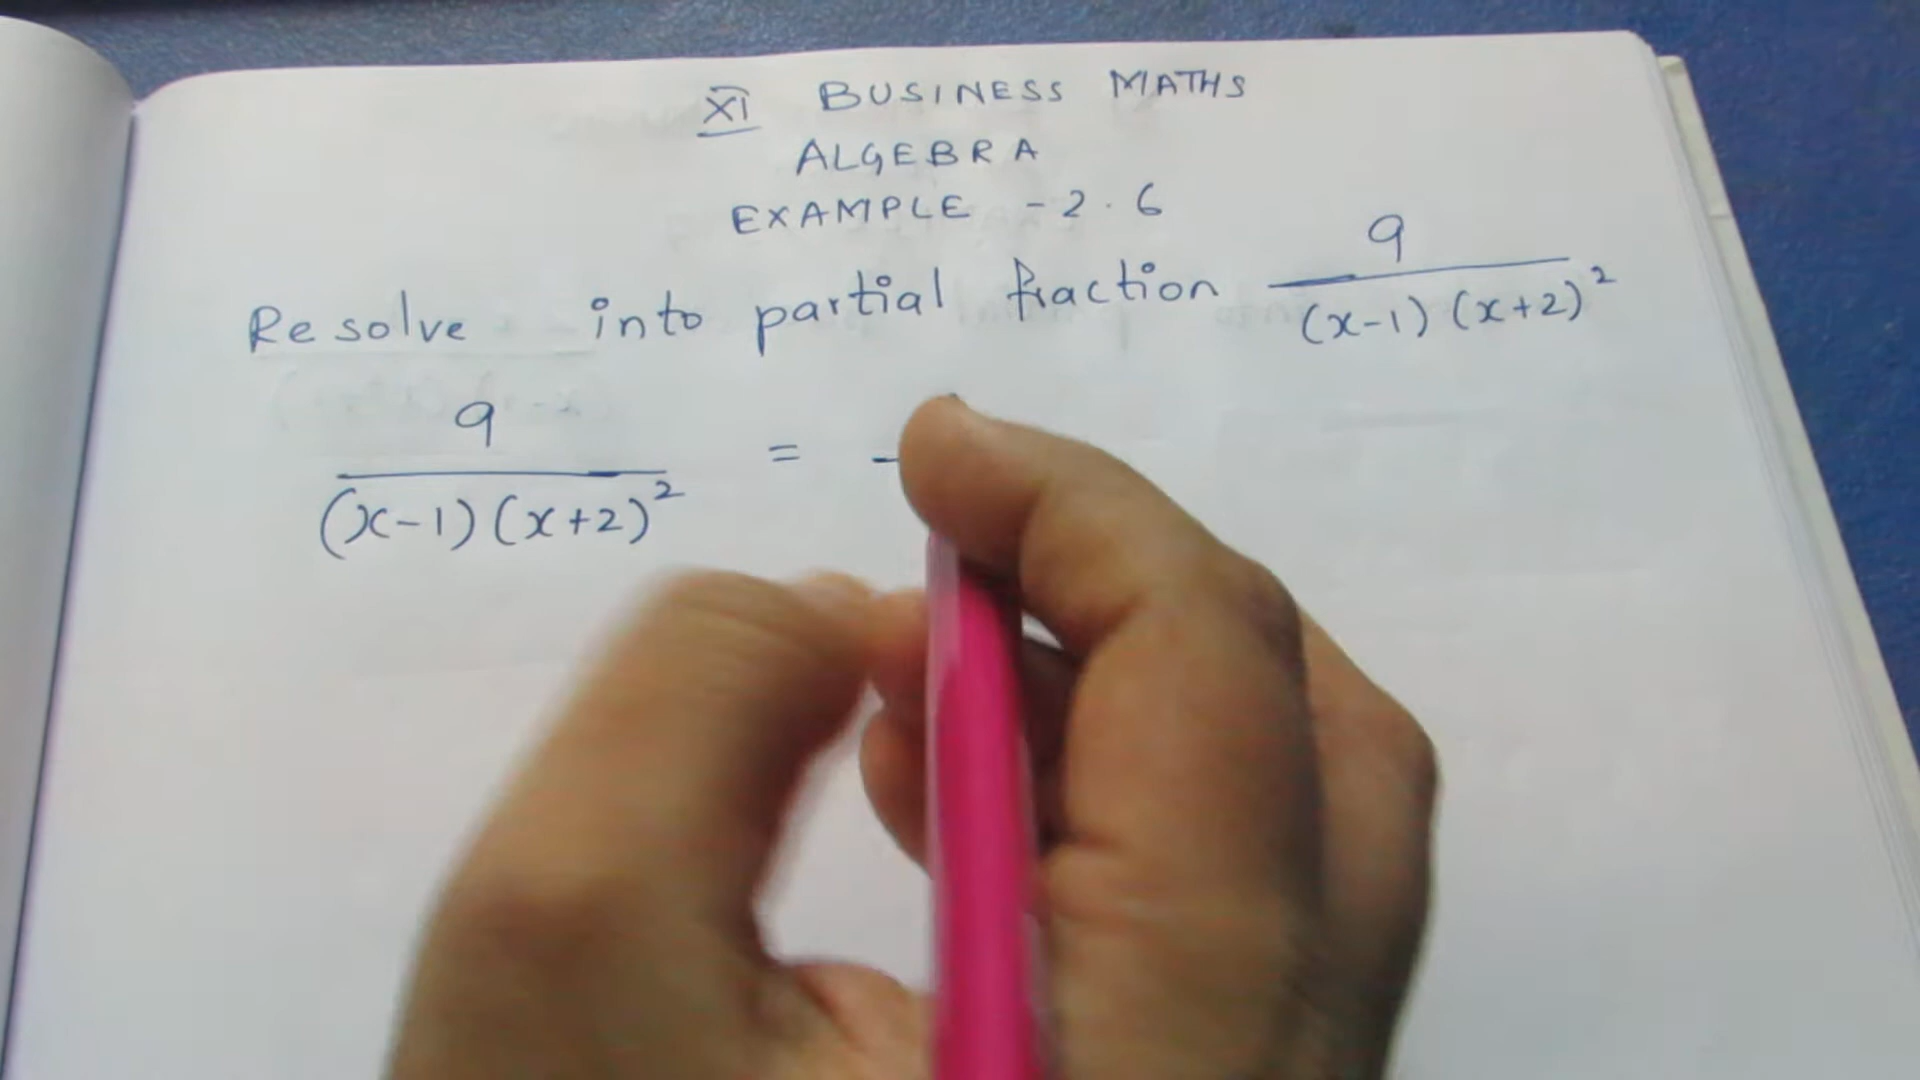 XI BUSINESS MATHS
ALGEBRA
EXAMPLE - 2.6
Resolve into partial fraction 9/((x-1)(x+2)²)
9/((x-1)(x+2)²) =